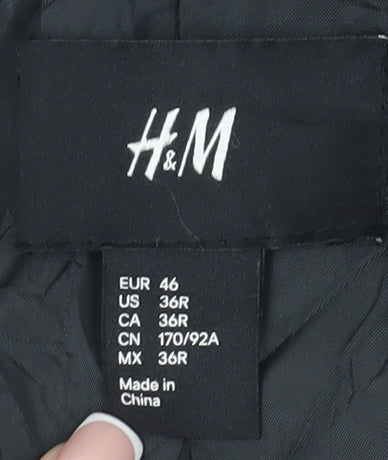 H&M
EUR 46
US 36R
CA 36R
CN 170/92A
MX 36R
Made in
China